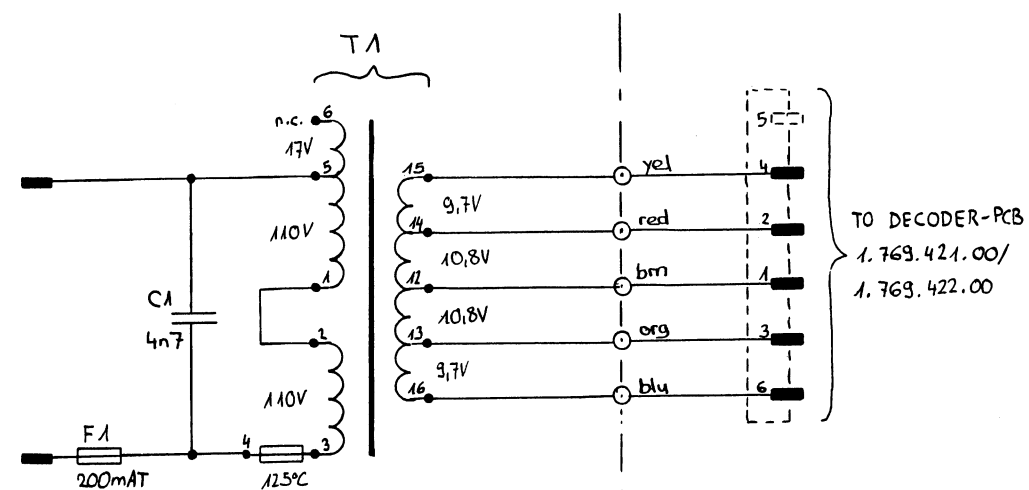 T1
n.c. 6
17V
5
110V
1
C1
4n7
2
110V
F1
4
3
200mAT
125°C
15
9,7V
14
10,8V
12
10,8V
13
9,7V
16
yel
red
brn
org
blu
5
4
2
1
3
6
TO DECODER-PCB
1.769.421.00/
1.769.422.00